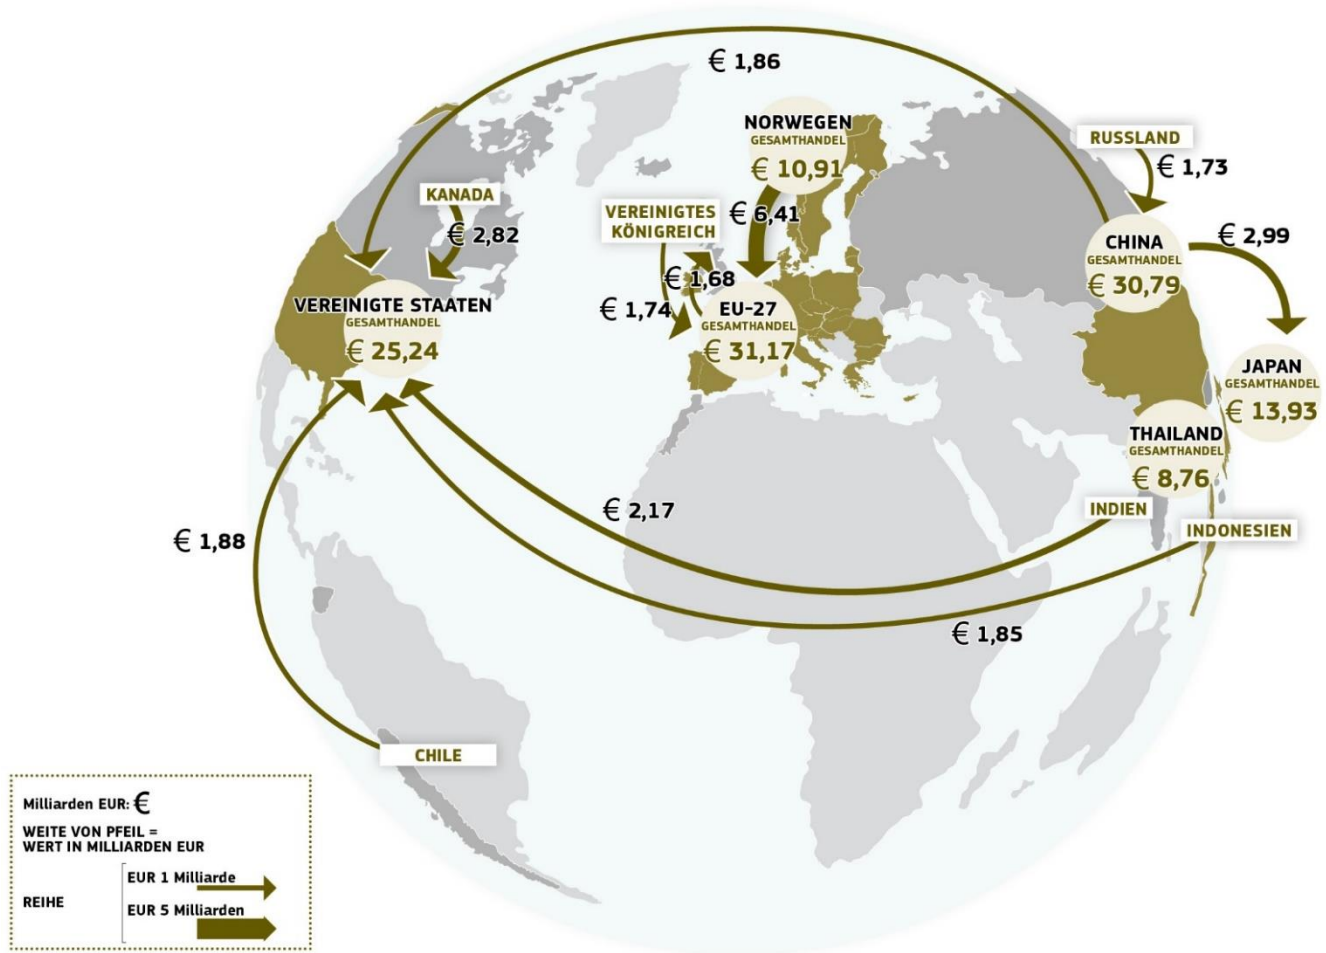 € 1,86
NORWEGEN
GESAMTHANDEL
€ 10,91
RUSSLAND
€ 1,73
KANADA
€ 2,82
VEREINIGTES
KÖNIGREICH
€ 6,41
CHINA
GESAMTHANDEL
€ 30,79
€ 2,99
€ 1,68
€ 1,74
VEREINIGTE STAATEN
GESAMTHANDEL
€ 25,24
EU-27
GESAMTHANDEL
€ 31,17
JAPAN
GESAMTHANDEL
€ 13,93
THAILAND
GESAMTHANDEL
€ 8,76
INDIEN
INDONESIEN
€ 2,17
€ 1,88
€ 1,85
CHILE
Milliarden EUR: €
WEITE VON PFEIL =
WERT IN MILLIARDEN EUR
REIHE
EUR 1 Milliarde
EUR 5 Milliarden